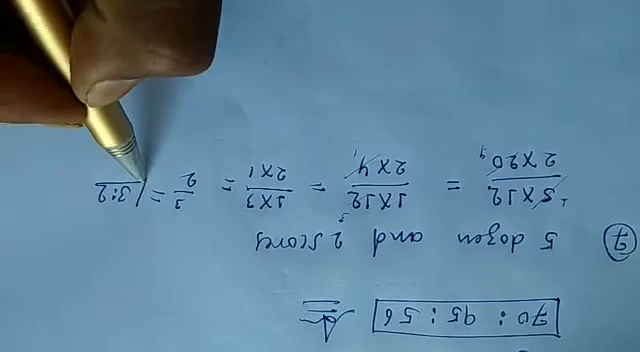 70 : 95 : 56 Ans
7 5 dozen and 2 scores
5×12 / 2×20 = 1×12 / 2×4 = 1×3 / 2×1 = 3/2 = 3:2